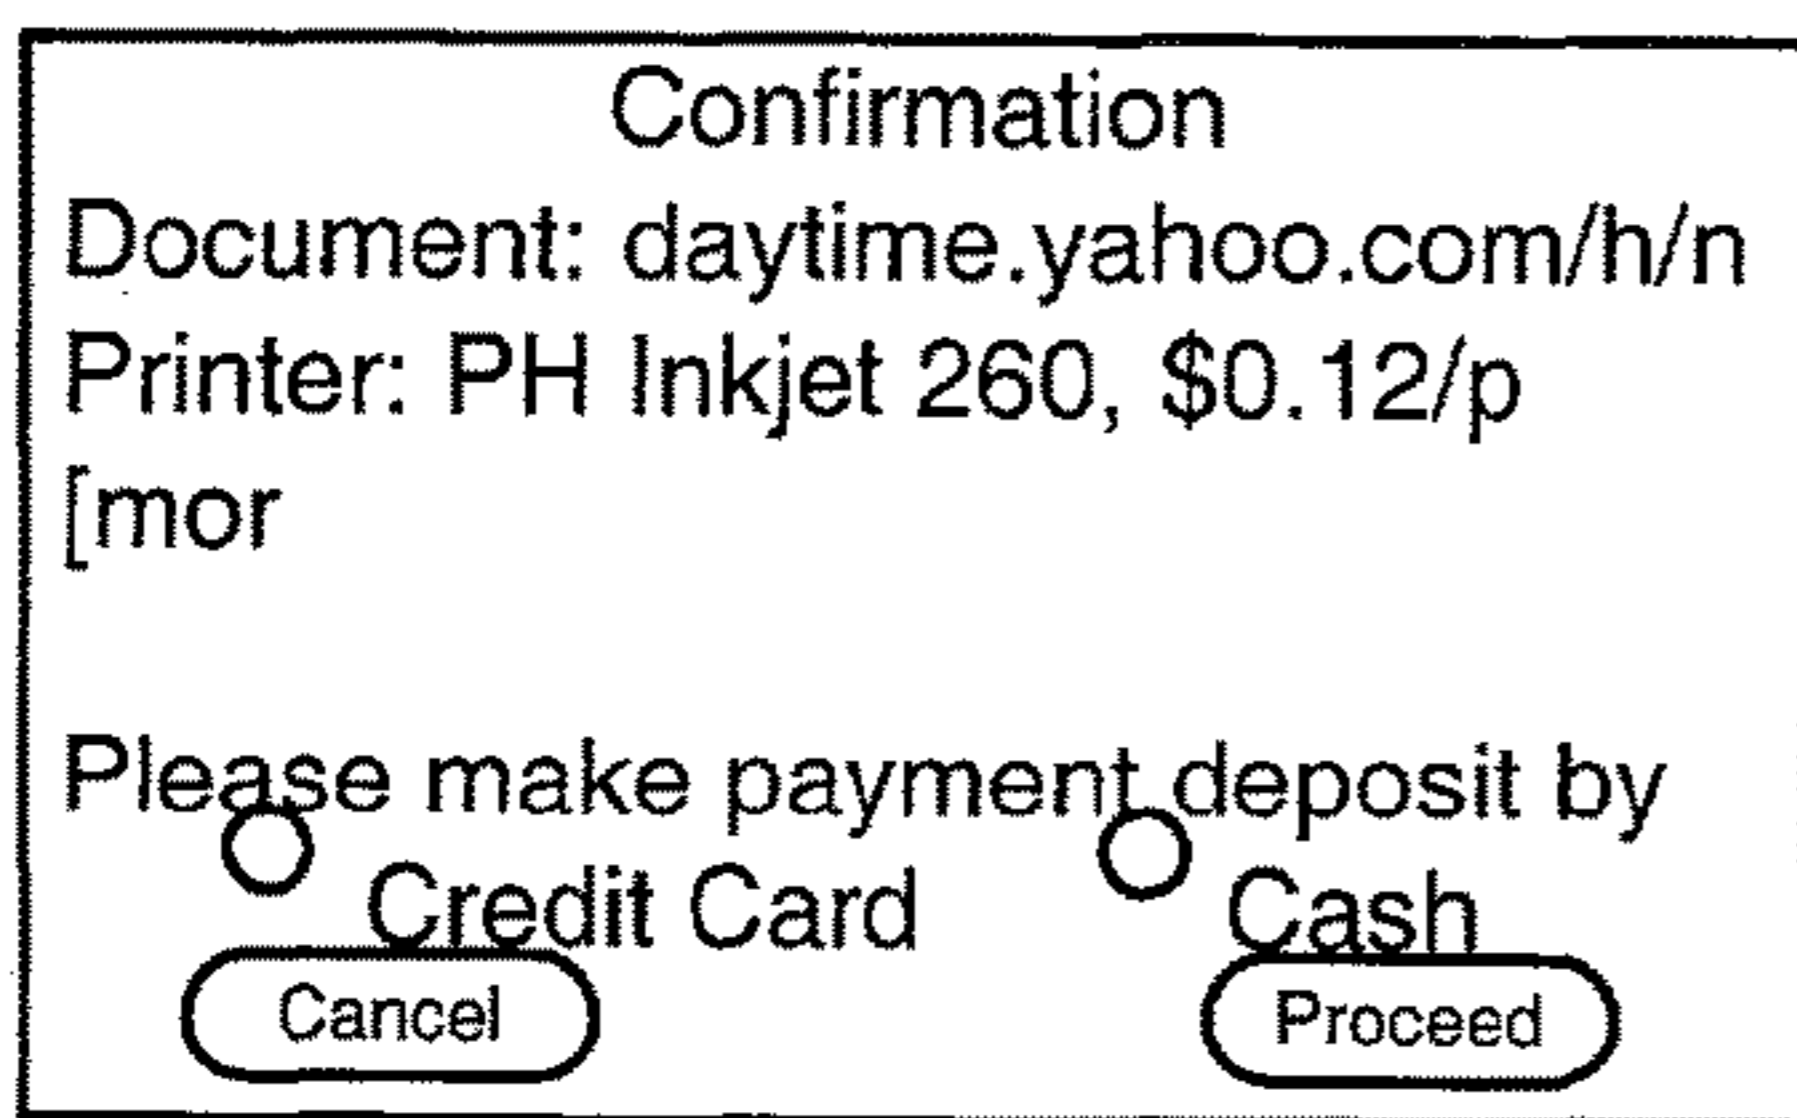 Confirmation
Document: daytime.yahoo.com/h/n
Printer: PH Inkjet 260, $0.12/p
[mor
Please make payment deposit by
Credit Card Cash
Cancel Proceed